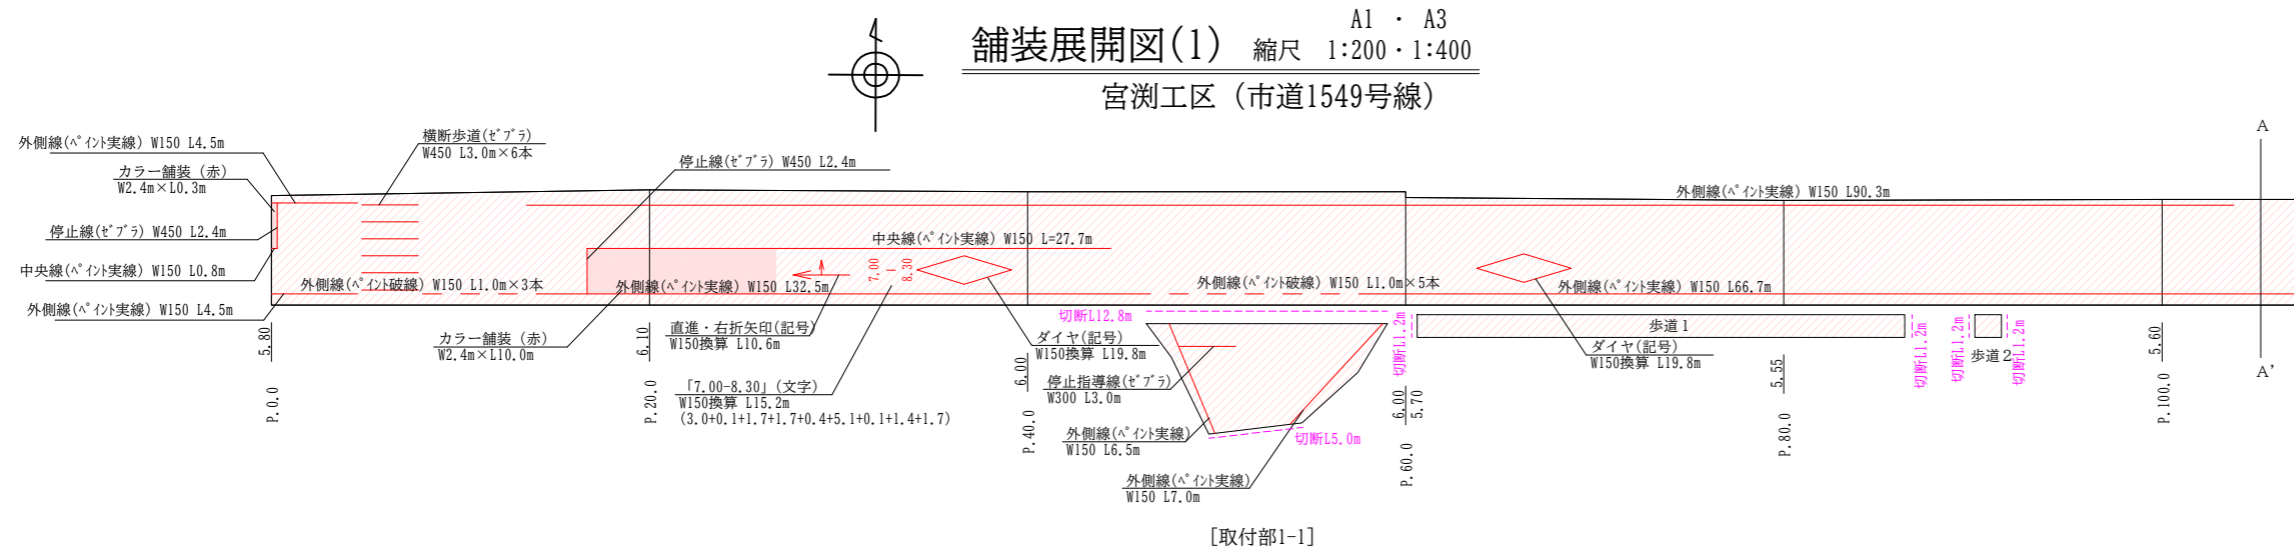 舗装展開図(1)
縮尺
A1 ・ A3
1:200・1:400
宮渕工区（市道1549号線）
外側線(ﾍﾟｲﾝﾄ実線) W150 L4.5m
カラー舗装（赤）
W2.4m×L0.3m
停止線(ｾﾞﾌﾞﾗ) W450 L2.4m
中央線(ﾍﾟｲﾝﾄ実線) W150 L0.8m
外側線(ﾍﾟｲﾝﾄ実線) W150 L4.5m
横断歩道(ｾﾞﾌﾞﾗ)
W450 L3.0m×6本
停止線(ｾﾞﾌﾞﾗ) W450 L2.4m
外側線(ﾍﾟｲﾝﾄ実線) W150 L90.3m
中央線(ﾍﾟｲﾝﾄ実線) W150 L=27.7m
7.00
-
8.30
外側線(ﾍﾟｲﾝﾄ破線) W150 L1.0m×3本
外側線(ﾍﾟｲﾝﾄ実線) W150 L32.5m
外側線(ﾍﾟｲﾝﾄ破線) W150 L1.0m×5本
外側線(ﾍﾟｲﾝﾄ実線) W150 L66.7m
カラー舗装（赤）
W2.4m×L10.0m
直進・右折矢印(記号)
W150換算 L10.6m
「7.00-8.30」(文字)
W150換算 L15.2m
(3.0+0.1+1.7+1.7+0.4+5.1+0.1+1.4+1.7)
ダイヤ(記号)
W150換算 L19.8m
切断L12.8m
停止指導線(ｾﾞﾌﾞﾗ)
W300 L3.0m
外側線(ﾍﾟｲﾝﾄ実線)
W150 L6.5m
外側線(ﾍﾟｲﾝﾄ実線)
W150 L7.0m
切断L5.0m
切断L1.2m
歩道1
ダイヤ(記号)
W150換算 L19.8m
切断L1.2m
切断L1.2m
歩道2
切断L1.2m
5.80
P.0.0
6.10
P.20.0
6.00
P.40.0
6.00
5.70
P.60.0
5.55
P.80.0
5.60
P.100.0
A
A'
[取付部1-1]